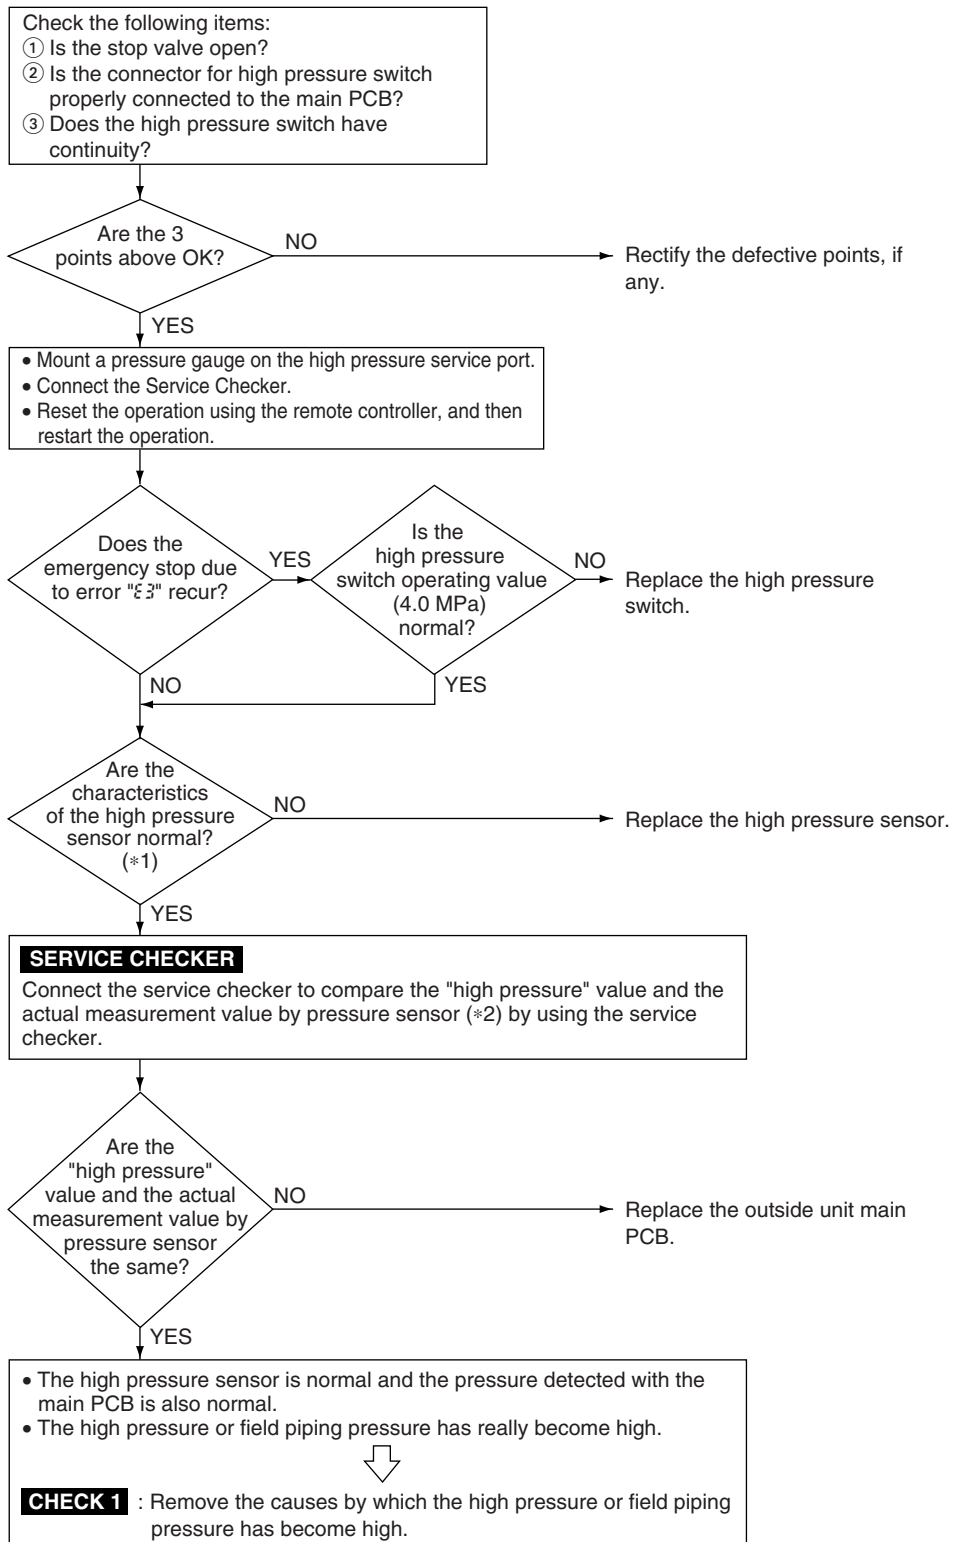 Check the following items:
① Is the stop valve open?
② Is the connector for high pressure switch
properly connected to the main PCB?
③ Does the high pressure switch have
continuity?
Are the 3
points above OK?
NO
Rectify the defective points, if
any.
YES
• Mount a pressure gauge on the high pressure service port.
• Connect the Service Checker.
• Reset the operation using the remote controller, and then
restart the operation.
Does the
emergency stop due
to error "E3" recur?
YES
Is the
high pressure
switch operating value
(4.0 MPa)
normal?
NO
Replace the high pressure
switch.
NO
YES
Are the
characteristics
of the high pressure
sensor normal?
(*1)
NO
Replace the high pressure sensor.
YES
SERVICE CHECKER
Connect the service checker to compare the "high pressure" value and the
actual measurement value by pressure sensor (*2) by using the service
checker.
Are the
"high pressure"
value and the actual
measurement value by
pressure sensor
the same?
NO
Replace the outside unit main
PCB.
YES
• The high pressure sensor is normal and the pressure detected with the
main PCB is also normal.
• The high pressure or field piping pressure has really become high.
CHECK 1 : Remove the causes by which the high pressure or field piping
pressure has become high.